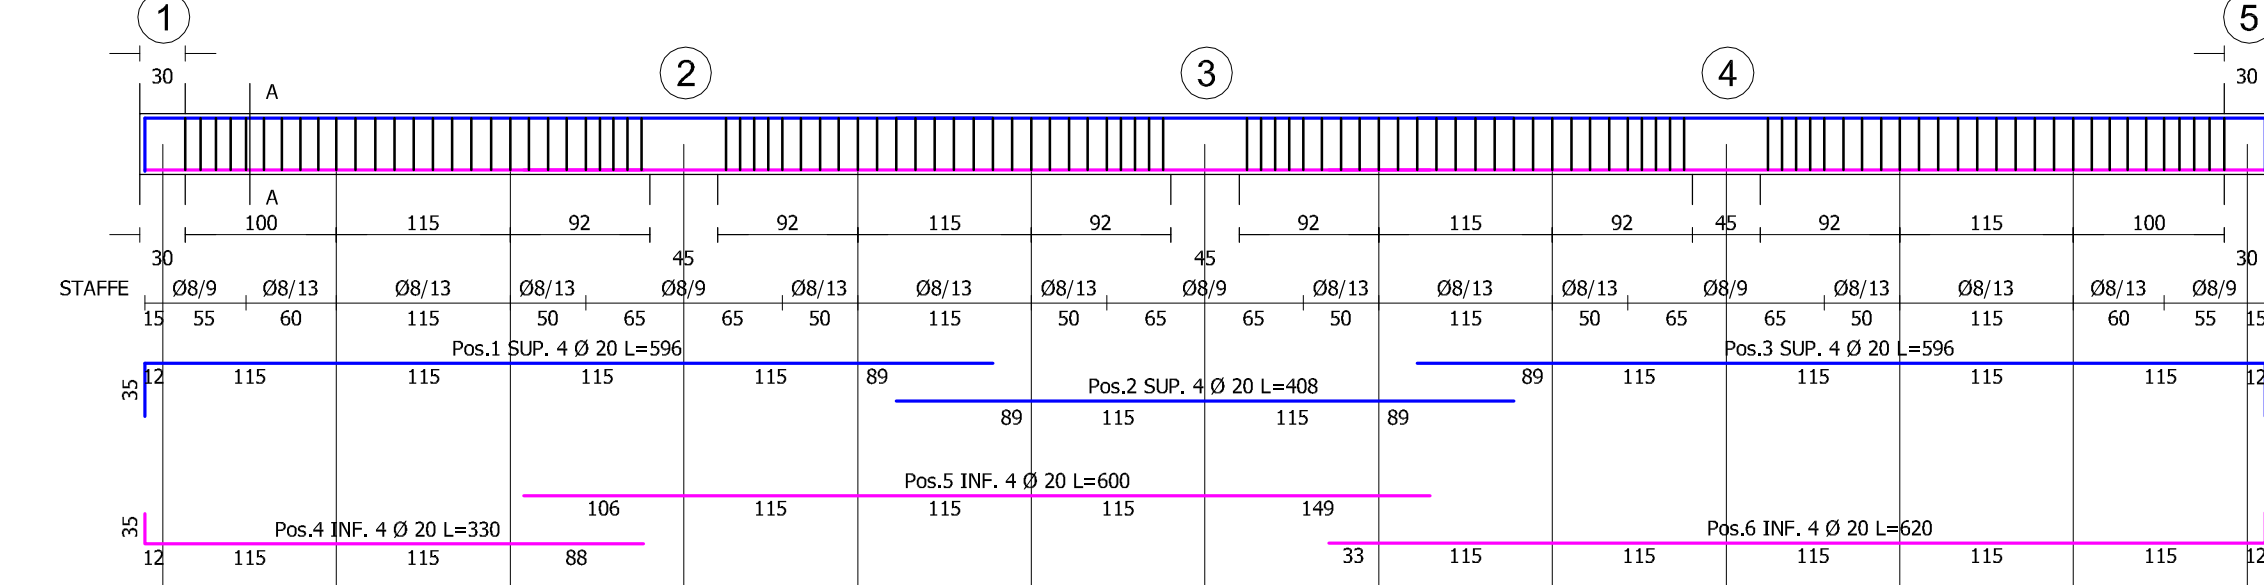 1 5
2 3 4
30 30
A
A
100 115 92 92 115 92 92 115 92 45 92 115 100
30 45 45 30
STAFFE Ø8/9 Ø8/13 Ø8/13 Ø8/13 Ø8/9 Ø8/13 Ø8/13 Ø8/13 Ø8/9 Ø8/13 Ø8/13 Ø8/13 Ø8/9 Ø8/13 Ø8/13 Ø8/13 Ø8/9
15 55 60 115 50 65 65 50 115 50 65 65 50 115 50 65 65 50 115 60 55 15
Pos.1 SUP. 4 Ø 20 L=596 Pos.3 SUP. 4 Ø 20 L=596
35 12 115 115 115 115 89 89 115 115 115 115 12
Pos.2 SUP. 4 Ø 20 L=408
89 115 115 89
Pos.5 INF. 4 Ø 20 L=600
106 115 115 115 149
35 Pos.4 INF. 4 Ø 20 L=330 Pos.6 INF. 4 Ø 20 L=620
12 115 115 88 33 115 115 115 115 115 12